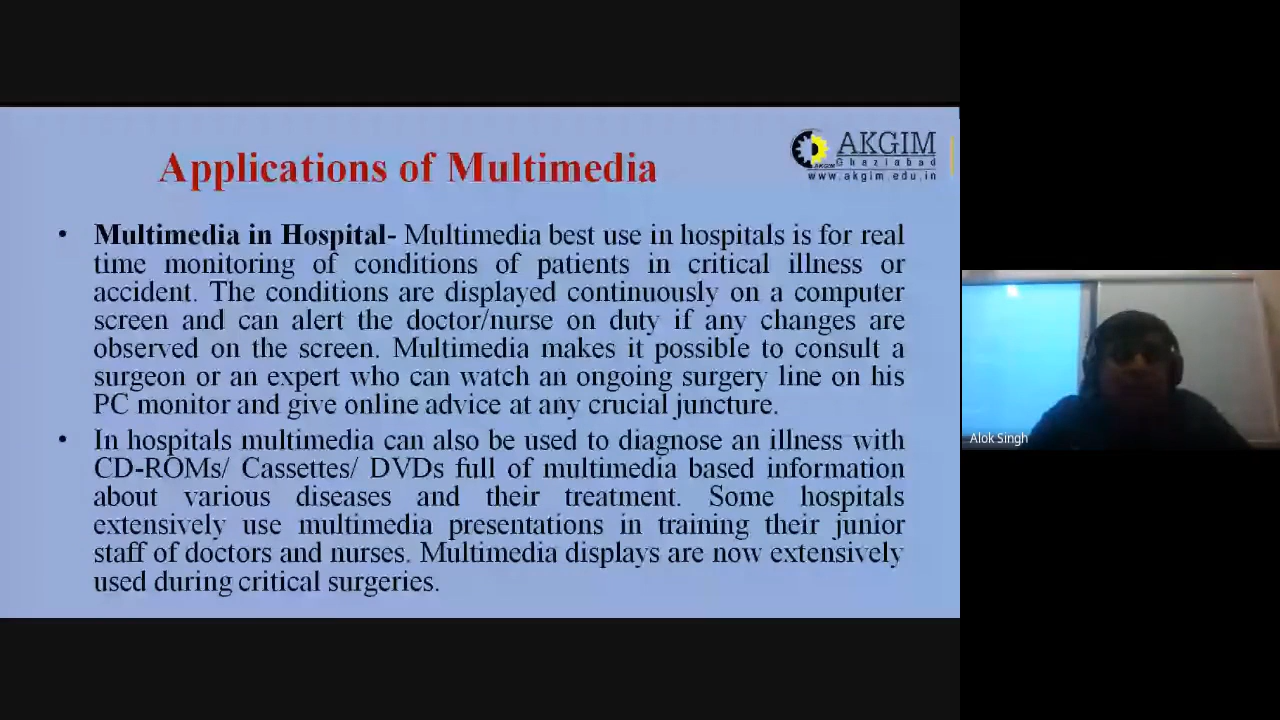 Applications of Multimedia
AKGIM
Ghaziabad
AKGIM
www.akgim.edu.in
• Multimedia in Hospital- Multimedia best use in hospitals is for real
time monitoring of conditions of patients in critical illness or
accident. The conditions are displayed continuously on a computer
screen and can alert the doctor/nurse on duty if any changes are
observed on the screen. Multimedia makes it possible to consult a
surgeon or an expert who can watch an ongoing surgery line on his
PC monitor and give online advice at any crucial juncture.
• In hospitals multimedia can also be used to diagnose an illness with
CD-ROMs/ Cassettes/ DVDs full of multimedia based information
about various diseases and their treatment. Some hospitals
extensively use multimedia presentations in training their junior
staff of doctors and nurses. Multimedia displays are now extensively
used during critical surgeries.
Alok Singh